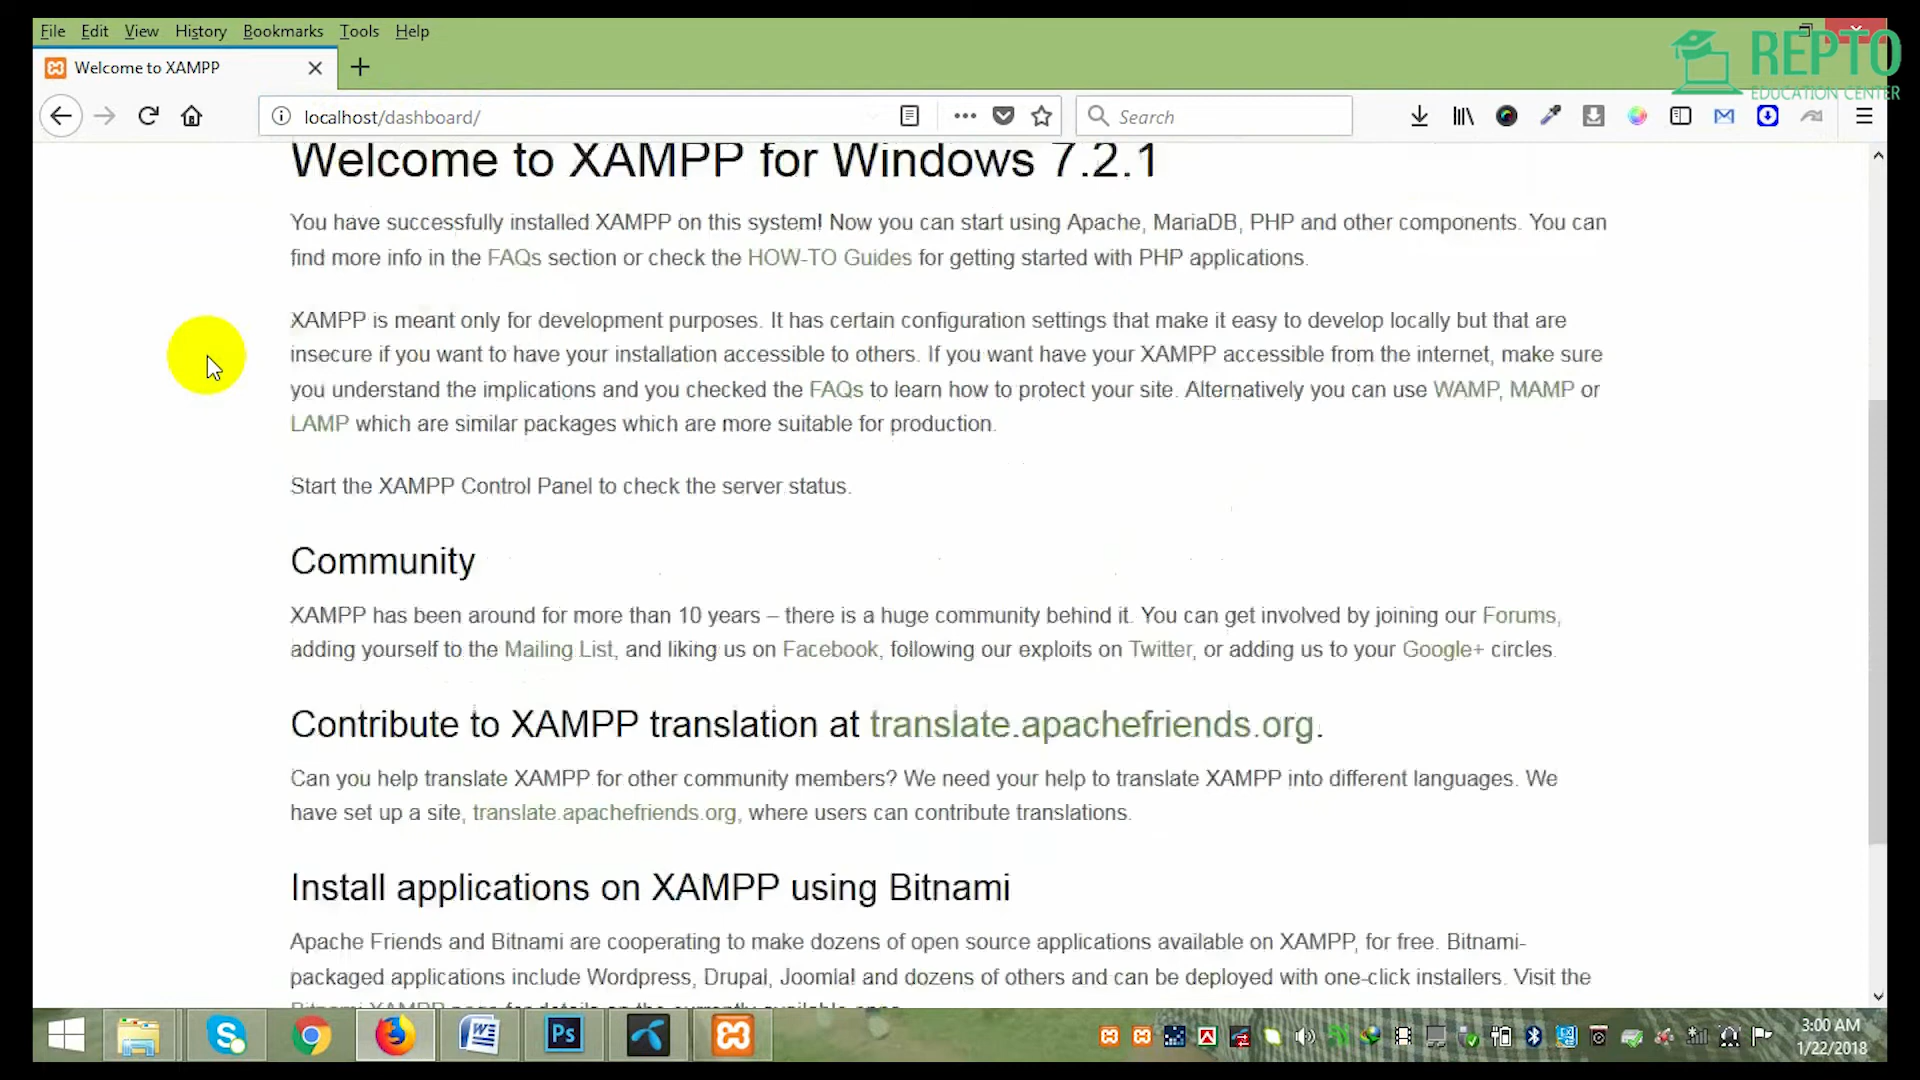 File Edit View History Bookmarks Tools Help
REPTO
EDUCATION CENTER
Welcome to XAMPP
localhost/dashboard/
Search
Welcome to XAMPP for Windows 7.2.1
You have successfully installed XAMPP on this system! Now you can start using Apache, MariaDB, PHP and other components. You can
find more info in the FAQs section or check the HOW-TO Guides for getting started with PHP applications.
XAMPP is meant only for development purposes. It has certain configuration settings that make it easy to develop locally but that are
insecure if you want to have your installation accessible to others. If you want have your XAMPP accessible from the internet, make sure
you understand the implications and you checked the FAQs to learn how to protect your site. Alternatively you can use WAMP, MAMP or
LAMP which are similar packages which are more suitable for production.
Start the XAMPP Control Panel to check the server status.
Community
XAMPP has been around for more than 10 years – there is a huge community behind it. You can get involved by joining our Forums,
adding yourself to the Mailing List, and liking us on Facebook, following our exploits on Twitter, or adding us to your Google+ circles.
Contribute to XAMPP translation at translate.apachefriends.org.
Can you help translate XAMPP for other community members? We need your help to translate XAMPP into different languages. We
have set up a site, translate.apachefriends.org, where users can contribute translations.
Install applications on XAMPP using Bitnami
Apache Friends and Bitnami are cooperating to make dozens of open source applications available on XAMPP, for free. Bitnami-
packaged applications include Wordpress, Drupal, Joomla! and dozens of others and can be deployed with one-click installers. Visit the
Bitnami XAMPP page for details on the currently available apps.
Ps
3:00 AM
1/22/2018